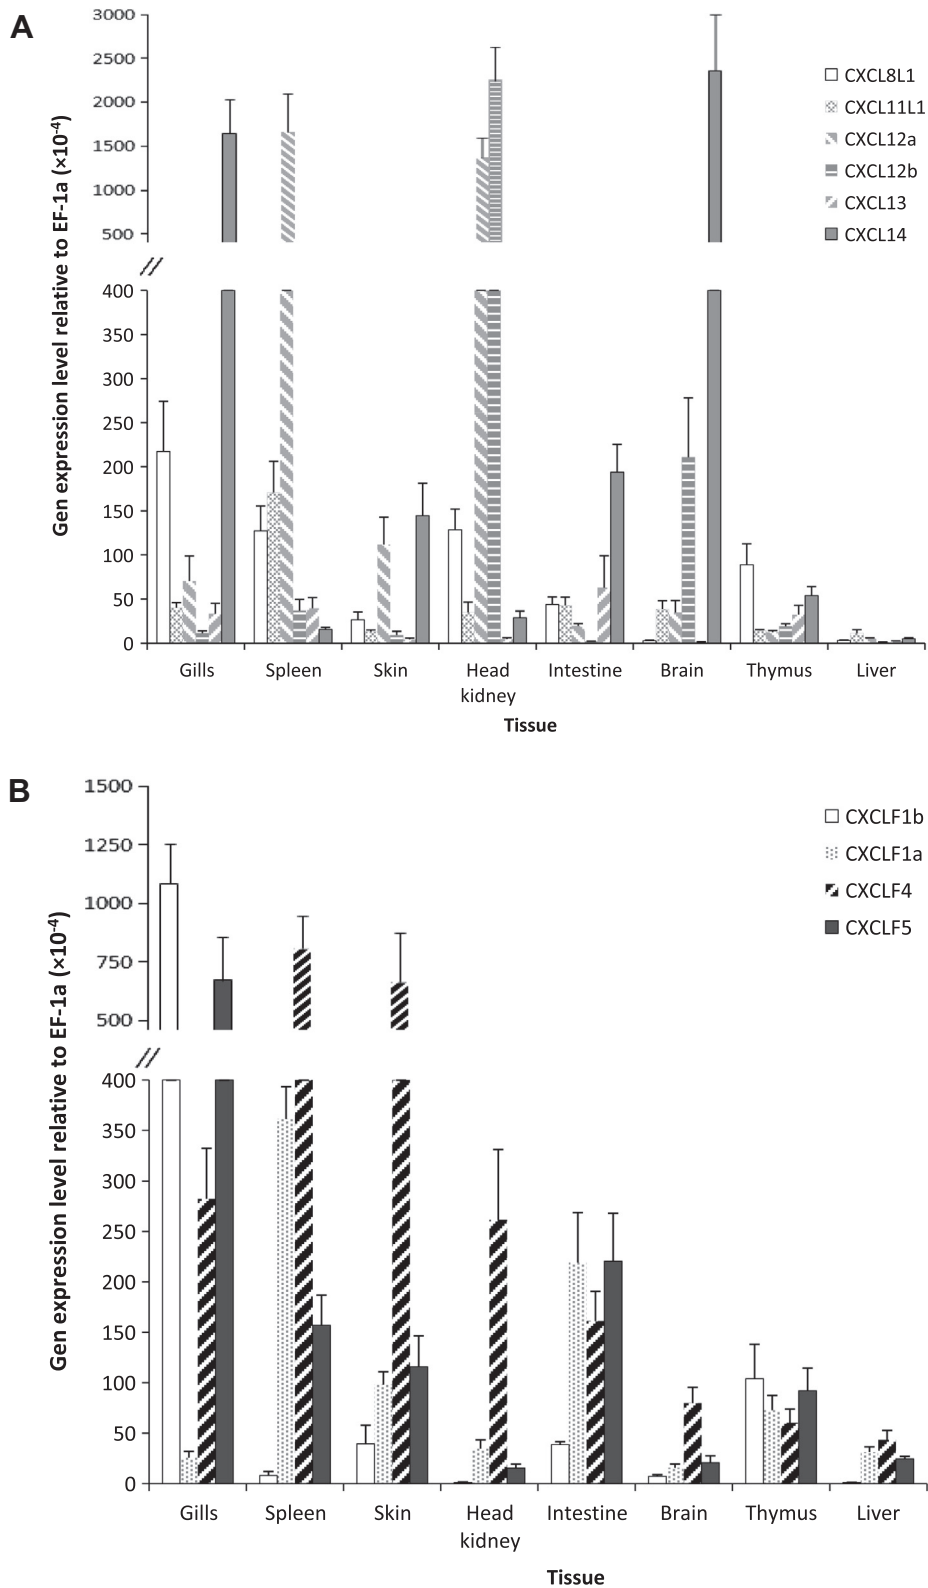 A
Gen expression level relative to EF-1a (×10-4)
3000
2500
2000
1500
1000
500
400
350
300
250
200
150
100
50
0
CXCL8L1
CXCL11L1
CXCL12a
CXCL12b
CXCL13
CXCL14
Gills Spleen Skin Head kidney Intestine Brain Thymus Liver
Tissue
B
Gen expression level relative to EF-1a (×10-4)
1500
1250
1000
750
500
400
350
300
250
200
150
100
50
0
CXCLF1b
CXCLF1a
CXCLF4
CXCLF5
Gills Spleen Skin Head kidney Intestine Brain Thymus Liver
Tissue